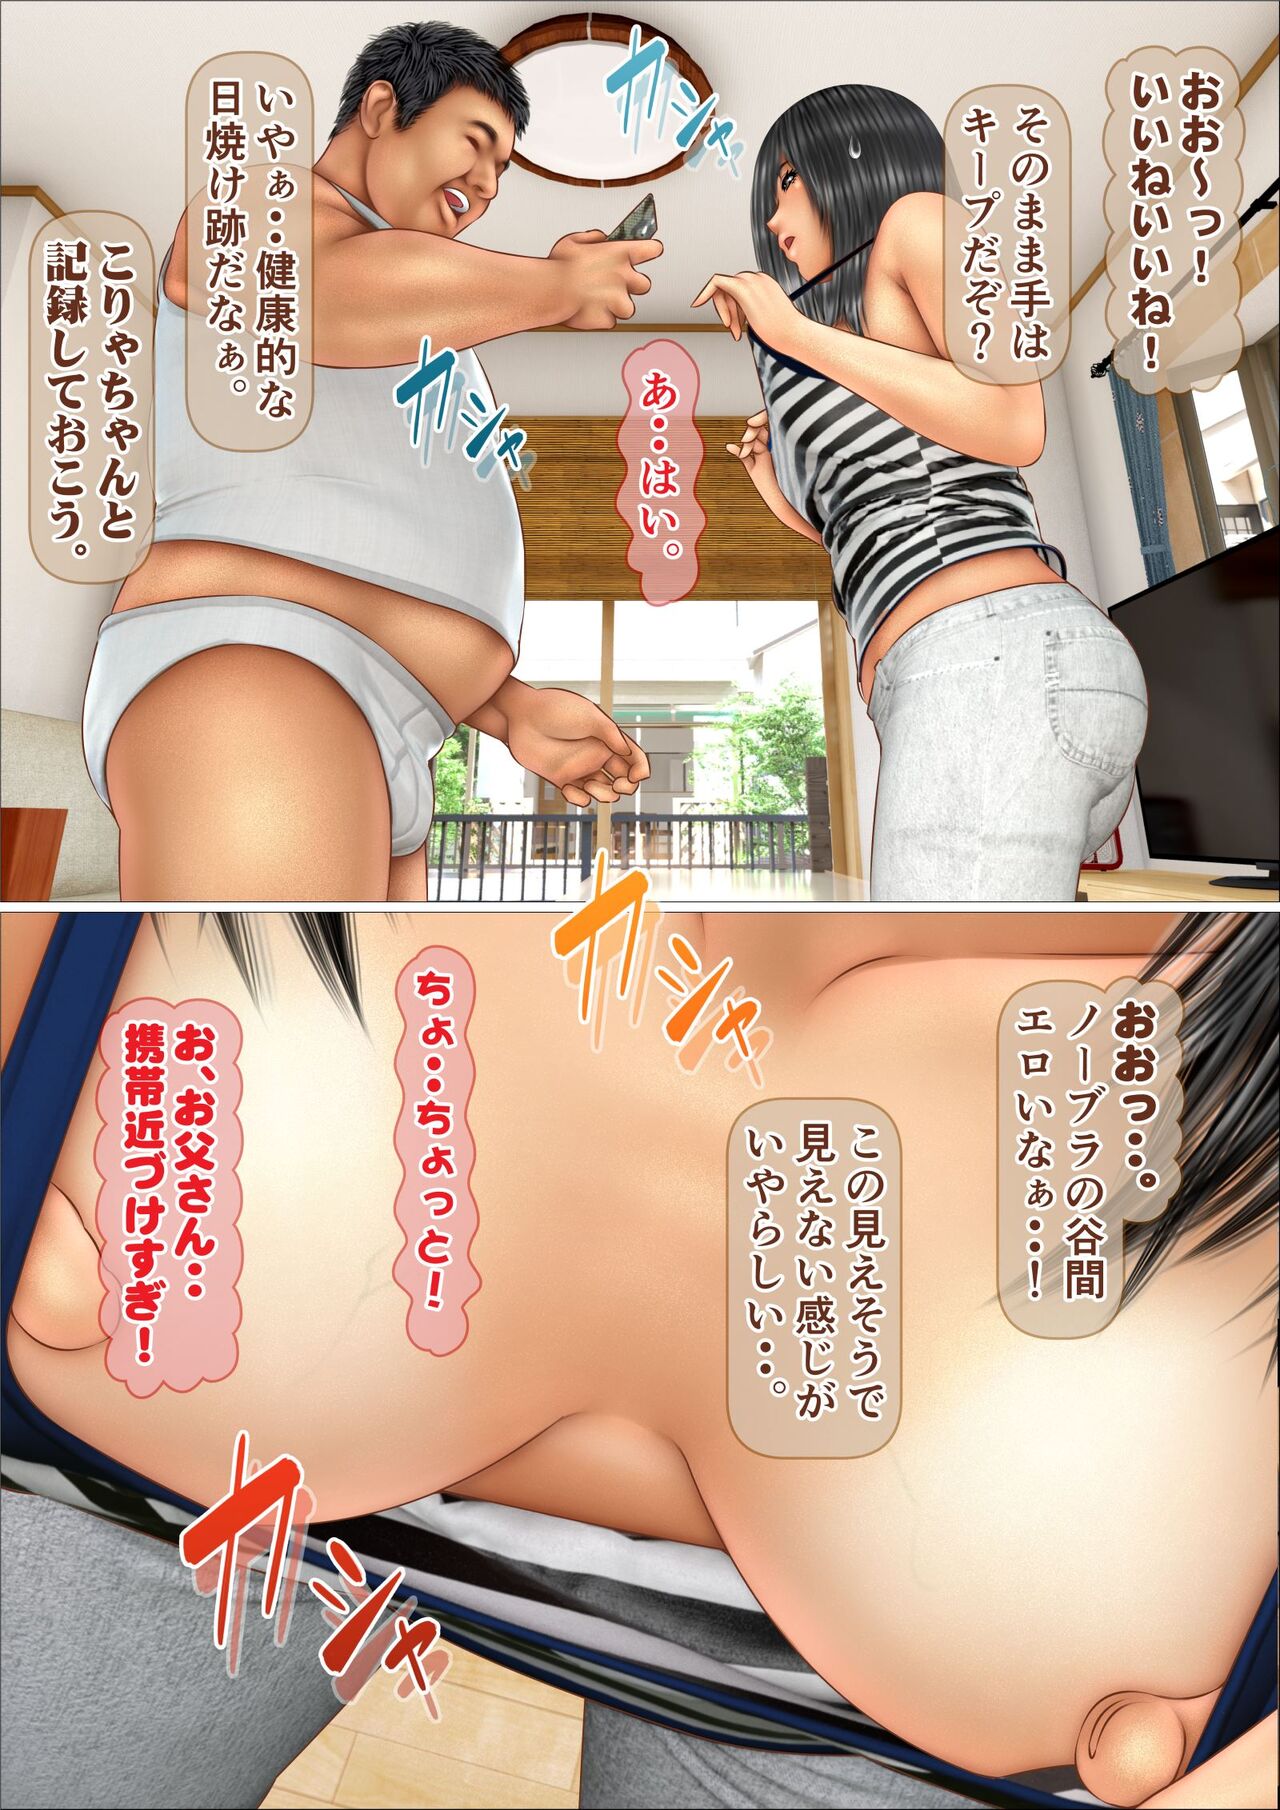 おお～っ！
いいねいいね！
そのまま手は
キープだぞ？
カシャ
あ・・はい。
カシャ
いやぁ・・健康的な
日焼け跡だなぁ。
こりゃちゃんと
記録しておこう。
おおっ・・。
ノーブラの谷間
エロいなぁ・・！
カシャ
この見えそうで
見えない感じが
いやらしい・・。
ちょ・・ちょっと！
お、お父さん・・
携帯近づけすぎ！
カシャ